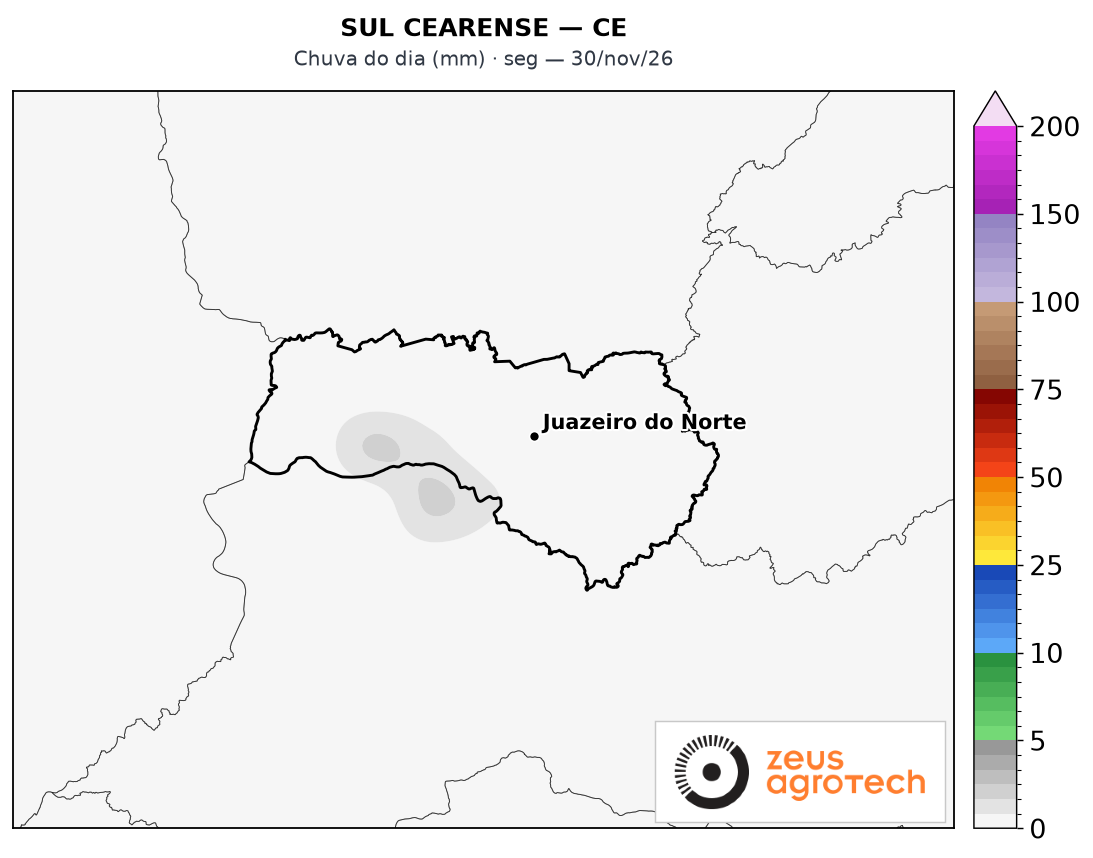 SUL CEARENSE — CE
Chuva do dia (mm) · seg — 30/nov/26
Juazeiro do Norte
200
150
100
75
50
25
10
5
0
zeus
agrotech